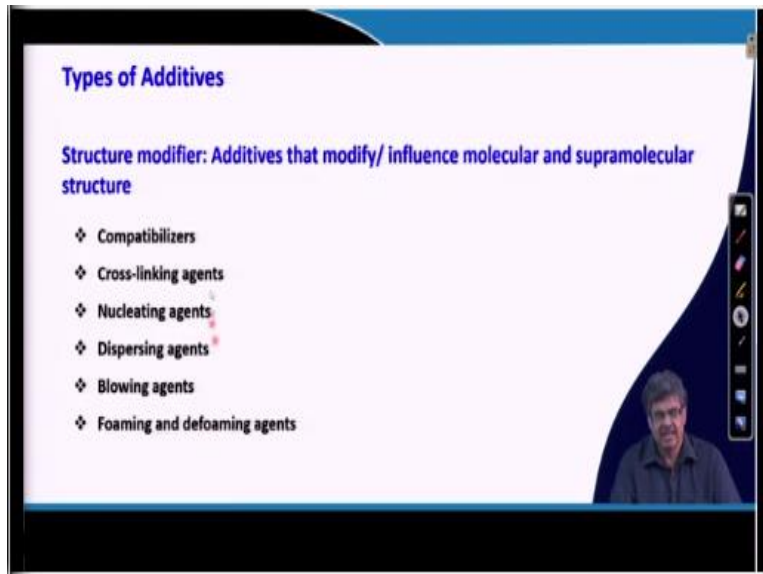 Types of Additives
Structure modifier: Additives that modify/ influence molecular and supramolecular
structure
❖ Compatibilizers
❖ Cross-linking agents
❖ Nucleating agents
❖ Dispersing agents
❖ Blowing agents
❖ Foaming and defoaming agents